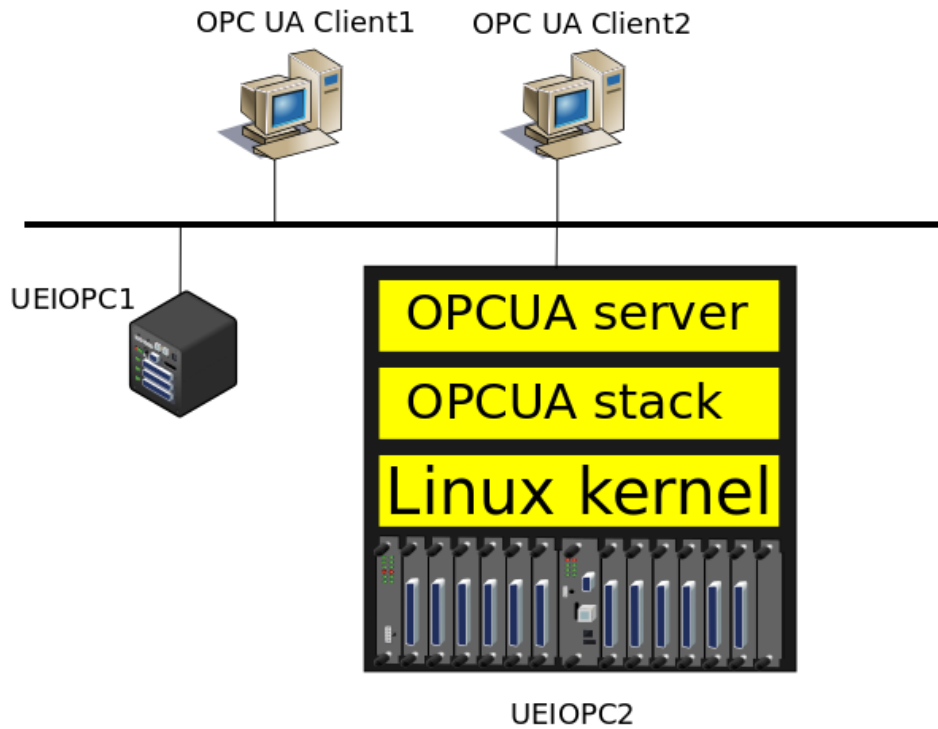 OPC UA Client1
OPC UA Client2
UEIOPC1
OPCUA server
OPCUA stack
Linux kernel
UEIOPC2